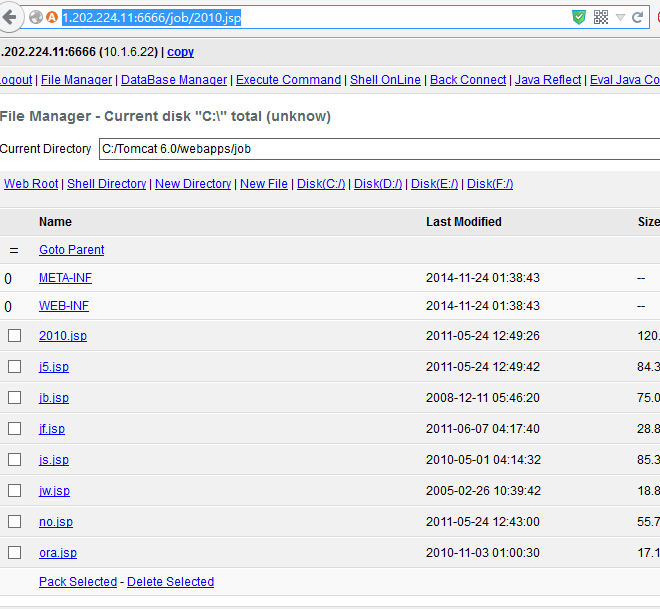 1.202.224.11:6666/job/2010.jsp
.202.224.11:6666 (10.1.6.22) | copy
ogout | File Manager | DataBase Manager | Execute Command | Shell OnLine | Back Connect | Java Reflect | Eval Java Co
File Manager - Current disk "C:\" total (unknow)
Current Directory C:/Tomcat 6.0/webapps/job
Web Root | Shell Directory | New Directory | New File | Disk(C:/) | Disk(D:/) | Disk(E:/) | Disk(F:/)
Name Last Modified Size
= Goto Parent
0 META-INF 2014-11-24 01:38:43 --
0 WEB-INF 2014-11-24 01:38:43 --
2010.jsp 2011-05-24 12:49:26 120.
j5.jsp 2011-05-24 12:49:42 84.3
jb.jsp 2008-12-11 05:46:20 75.0
jf.jsp 2011-06-07 04:17:40 28.8
js.jsp 2010-05-01 04:14:32 85.3
jw.jsp 2005-02-26 10:39:42 18.8
no.jsp 2011-05-24 12:43:00 55.7
ora.jsp 2010-11-03 01:00:30 17.1
Pack Selected - Delete Selected